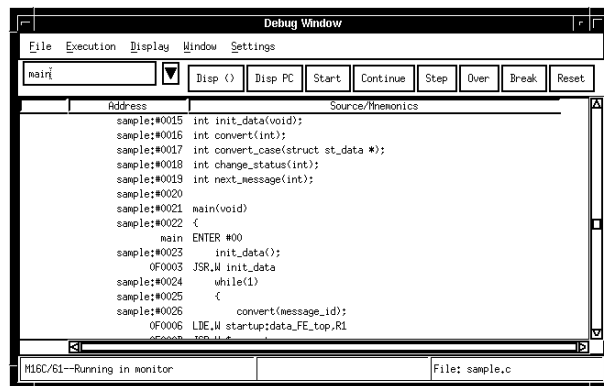 Debug Window
File Execution Display Window Settings
main
Disp () Disp PC Start Continue Step Over Break Reset
Address Source/Mnemonics
sample:#0015 int init_data(void);
sample:#0016 int convert(int);
sample:#0017 int convert_case(struct st_data *);
sample:#0018 int change_status(int);
sample:#0019 int next_message(int);
sample:#0020
sample:#0021 main(void)
sample:#0022 {
main ENTER #00
sample:#0023 init_data();
0F0003 JSR.W init_data
sample:#0024 while(1)
sample:#0025 {
sample:#0026 convert(message_id);
0F0006 LDE.W startup:data_FE_top,R1
M16C/61--Running in monitor
File: sample.c